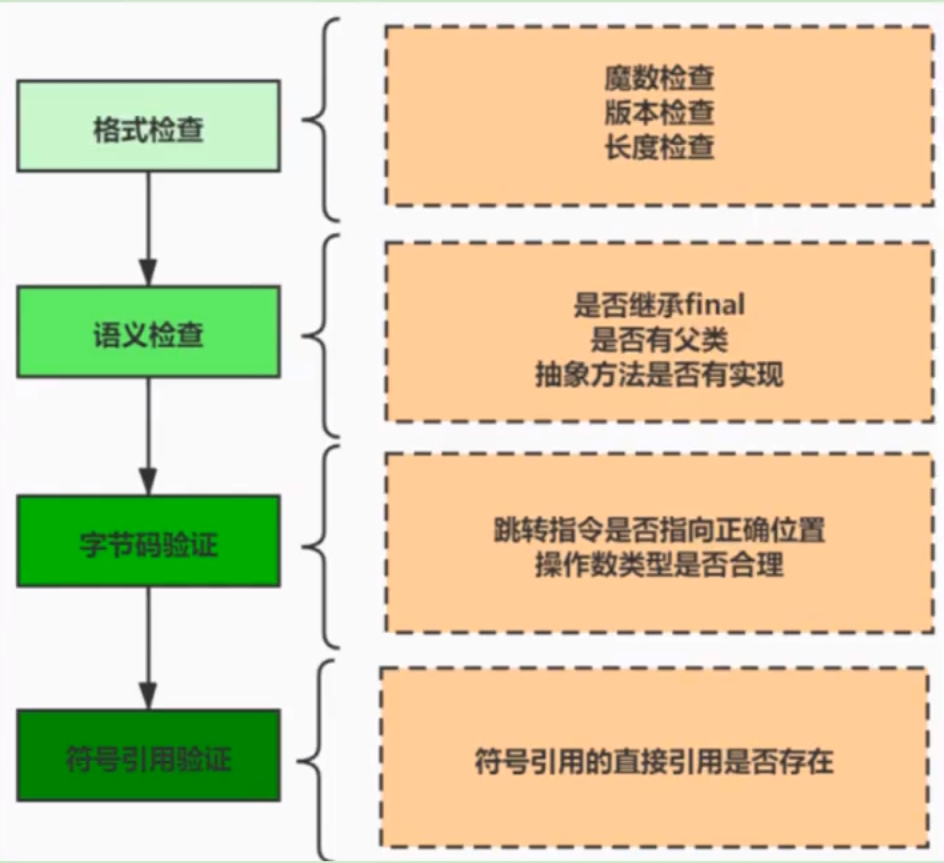 格式检查
魔数检查
版本检查
长度检查
语义检查
是否继承final
是否有父类
抽象方法是否有实现
字节码验证
跳转指令是否指向正确位置
操作数类型是否合理
符号引用验证
符号引用的直接引用是否存在